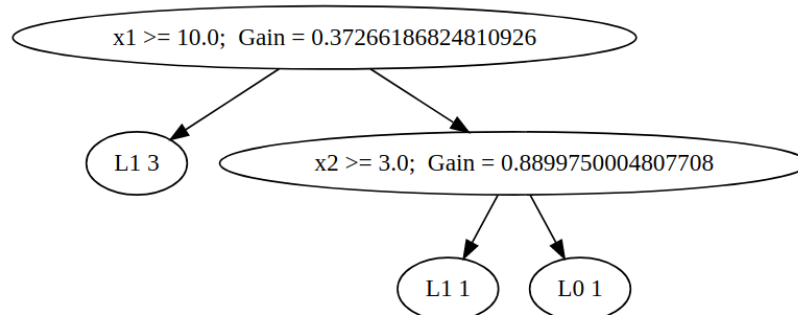 x1 >= 10.0;  Gain = 0.37266186824810926
L1 3
x2 >= 3.0;  Gain = 0.8899750004807708
L1 1
L0 1